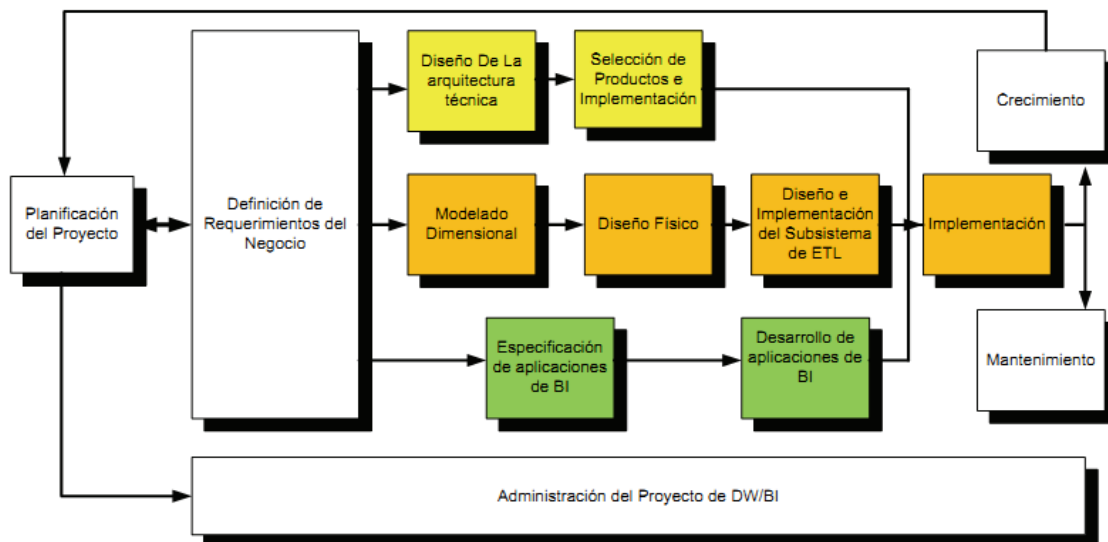 Planificación
del Proyecto
Definición de
Requerimientos del
Negocio
Diseño De La
arquitectura
técnica
Selección de
Productos e
Implementación
Modelado
Dimensional
Diseño Físico
Diseño e
Implementación
del Subsistema
de ETL
Implementación
Especificación
de aplicaciones
de BI
Desarrollo de
aplicaciones de
BI
Crecimiento
Mantenimiento
Administración del Proyecto de DW/BI